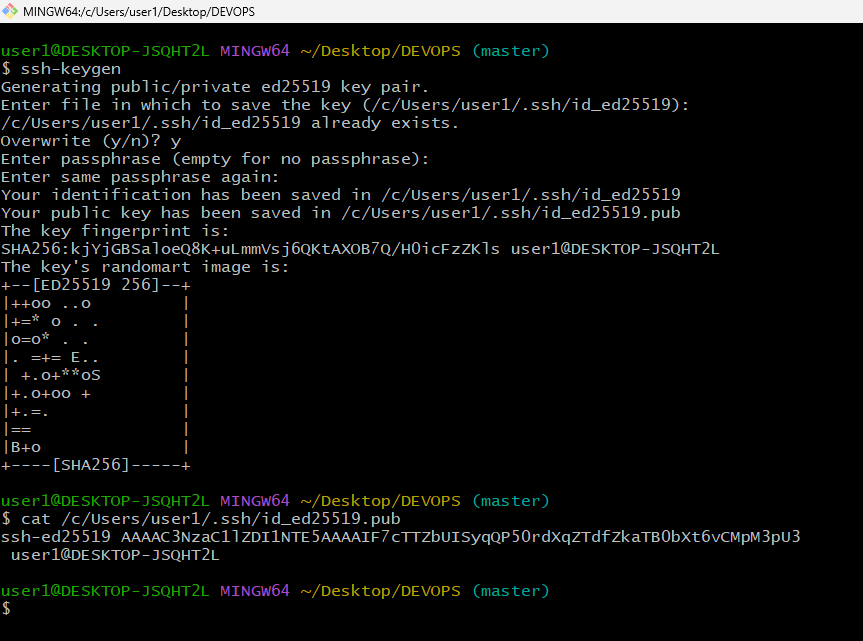 MINGW64:/c/Users/user1/Desktop/DEVOPS
user1@DESKTOP-JSQHT2L MINGW64 ~/Desktop/DEVOPS (master)
$ ssh-keygen
Generating public/private ed25519 key pair.
Enter file in which to save the key (/c/Users/user1/.ssh/id_ed25519):
/c/Users/user1/.ssh/id_ed25519 already exists.
Overwrite (y/n)? y
Enter passphrase (empty for no passphrase):
Enter same passphrase again:
Your identification has been saved in /c/Users/user1/.ssh/id_ed25519
Your public key has been saved in /c/Users/user1/.ssh/id_ed25519.pub
The key fingerprint is:
SHA256:kjYjGBSaloeQ8K+uLmmVsj6QKtAXOB7Q/H0icFzZKls user1@DESKTOP-JSQHT2L
The key's randomart image is:
+--[ED25519 256]--+
|++oo ..o         |
|+=* o . .        |
|o=o* . .         |
|. =+= E..        |
| +.o+**oS        |
|+.o+oo +         |
|+.=.             |
|==               |
|B+o              |
+----[SHA256]-----+
user1@DESKTOP-JSQHT2L MINGW64 ~/Desktop/DEVOPS (master)
$ cat /c/Users/user1/.ssh/id_ed25519.pub
ssh-ed25519 AAAAC3NzaC1lZDI1NTE5AAAAIF7cTTZbUISyqQP50rdXqZTdfZkaTB0bXt6vCMpM3pU3
 user1@DESKTOP-JSQHT2L
user1@DESKTOP-JSQHT2L MINGW64 ~/Desktop/DEVOPS (master)
$